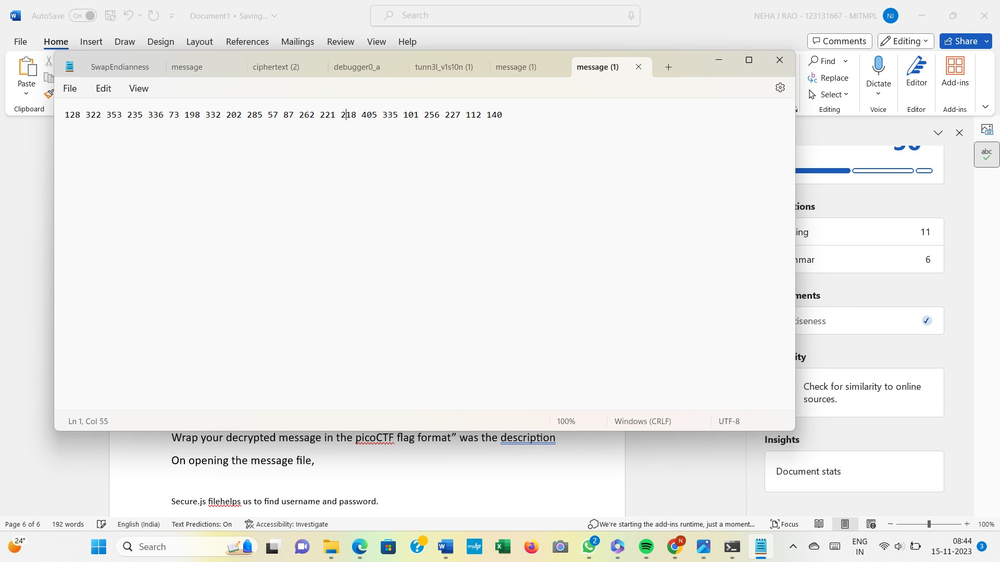 AutoSave On Document1 • Saving... Search NEHA J RAO - 123131667 - MITMPL NJ
File Home Insert Draw Design Layout References Mailings Review View Help Comments Editing Share
Paste
Clipboard
Find
Replace
Select
Editing
Dictate
Voice
Editor
Editor
Add-ins
Add-ins
SwapEndianness message ciphertext (2) debugger0_a tunn3l_v1s10n (1) message (1) message (1)
File Edit View
128 322 353 235 336 73 198 332 202 285 57 87 262 221 218 405 335 101 256 227 112 140
Ln 1, Col 55 100% Windows (CRLF) UTF-8
abc
tions
ing 11
mar 6
ments
ciseness
ity
Check for similarity to online
sources.
Insights
Document stats
Wrap your decrypted message in the picoCTF flag format” was the description
On opening the message file,
Secure.js filehelps us to find username and password.
Page 6 of 6 192 words English (India) Text Predictions: On Accessibility: Investigate We're starting the add-ins runtime, just a moment... Focus 100%
24° Search myhp 2 N ENG
IN
08:44
15-11-2023 3